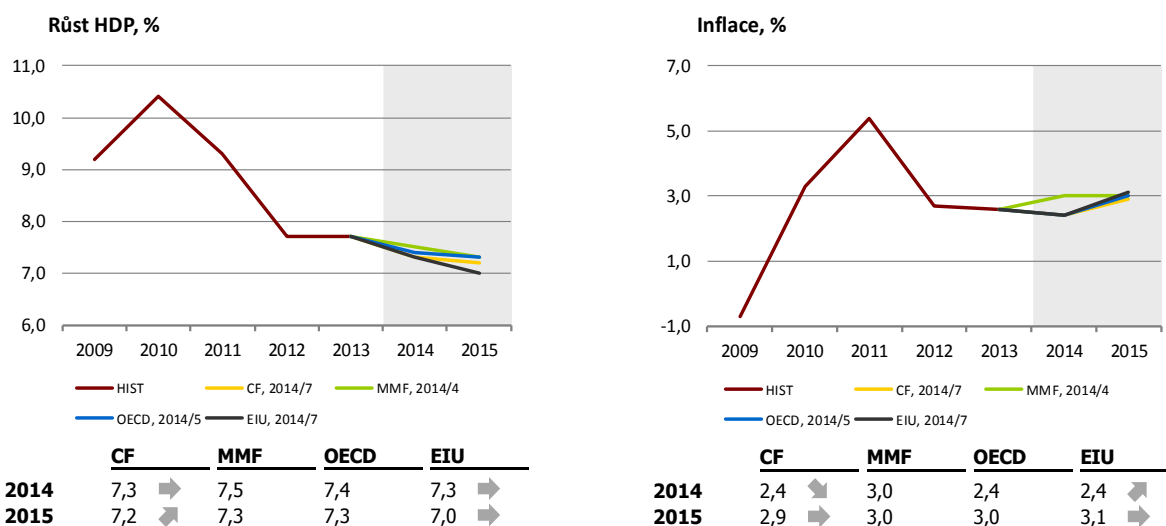 Růst HDP, %
11,0
10,0
9,0
8,0
7,0
6,0
2009 2010 2011 2012 2013 2014 2015
HIST CF, 2014/7 MMF, 2014/4
OECD, 2014/5 EIU, 2014/7
CF MMF OECD EIU
2014 7,3 7,5 7,4 7,3
2015 7,2 7,3 7,3 7,0
Inflace, %
7,0
5,0
3,0
1,0
-1,0
2009 2010 2011 2012 2013 2014 2015
HIST CF, 2014/7 MMF, 2014/4
OECD, 2014/5 EIU, 2014/7
CF MMF OECD EIU
2014 2,4 3,0 2,4 2,4
2015 2,9 3,0 3,0 3,1